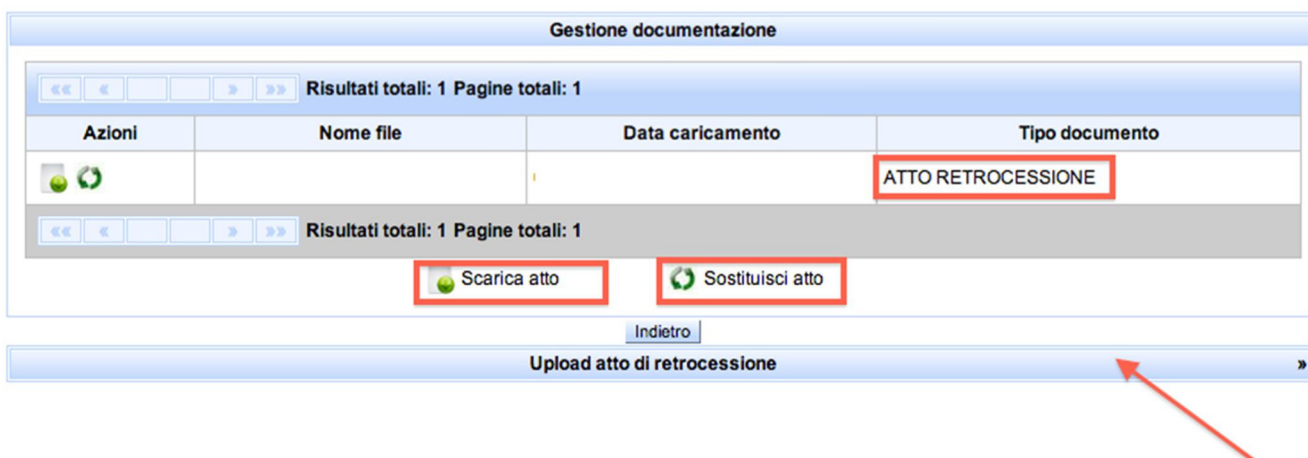 Gestione documentazione
«« « » »» Risultati totali: 1 Pagine totali: 1
Azioni Nome file Data caricamento Tipo documento
ATTO RETROCESSIONE
«« « » »» Risultati totali: 1 Pagine totali: 1
Scarica atto Sostituisci atto
Indietro
Upload atto di retrocessione »